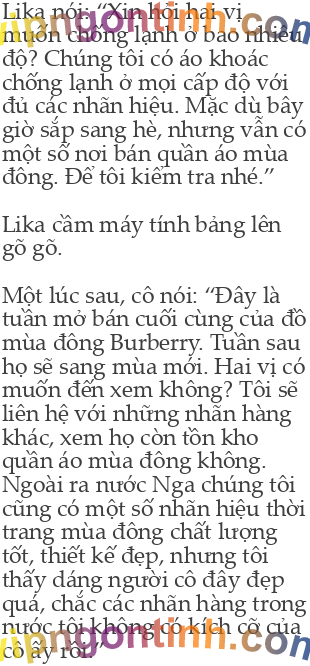 Lika nói: “Xin hỏi hai vị
muốn chống lạnh ở bao nhiêu
độ? Chúng tôi có áo khoác
chống lạnh ở mọi cấp độ với
đủ các nhãn hiệu. Mặc dù bây
giờ sắp sang hè, nhưng vẫn có
một số nơi bán quần áo mùa
đông. Để tôi kiểm tra nhé.”
Lika cầm máy tính bảng lên
gõ gõ.
Một lúc sau, cô nói: “Đây là
tuần mở bán cuối cùng của đồ
mùa đông Burberry. Tuần sau
họ sẽ sang mùa mới. Hai vị có
muốn đến xem không? Tôi sẽ
liên hệ với những nhãn hàng
khác, xem họ còn tồn kho
quần áo mùa đông không.
Ngoài ra nước Nga chúng tôi
cũng có một số nhãn hiệu thời
trang mùa đông chất lượng
tốt, thiết kế đẹp, nhưng tôi
thấy dáng người cô đây đẹp
quá, chắc các nhãn hàng trong
nước tôi không có kích cỡ của
cô ấy rồi.”
vipngontinh.com
vipngontinh.com